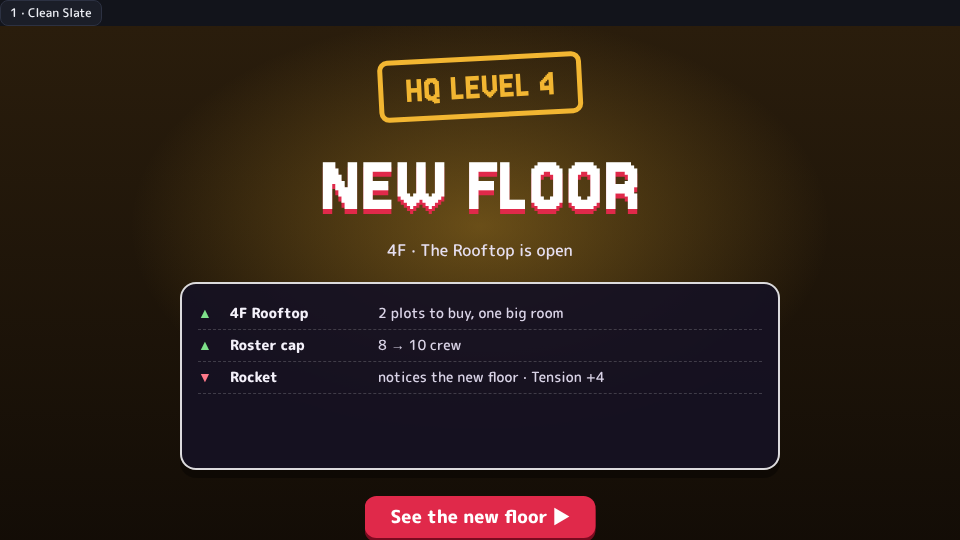 1 · Clean Slate
HQ LEVEL 4
NEW FLOOR
4F · The Rooftop is open
▲ 4F Rooftop 2 plots to buy, one big room
▲ Roster cap 8 → 10 crew
▼ Rocket notices the new floor · Tension +4
See the new floor ▶